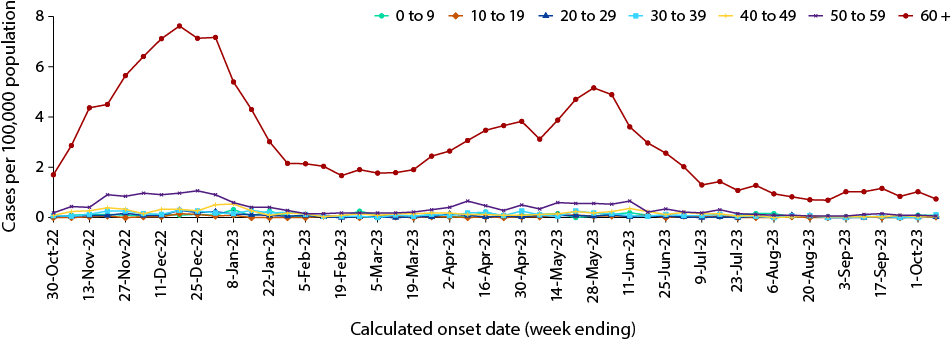 0 to 9 10 to 19 20 to 29 30 to 39 40 to 49 50 to 59 60 +
Cases per 100,000 population
8
6
4
2
0
30-Oct-22
13-Nov-22
27-Nov-22
11-Dec-22
25-Dec-22
8-Jan-23
22-Jan-23
5-Feb-23
19-Feb-23
5-Mar-23
19-Mar-23
2-Apr-23
16-Apr-23
30-Apr-23
14-May-23
28-May-23
11-Jun-23
25-Jun-23
9-Jul-23
23-Jul-23
6-Aug-23
20-Aug-23
3-Sep-23
17-Sep-23
1-Oct-23
Calculated onset date (week ending)